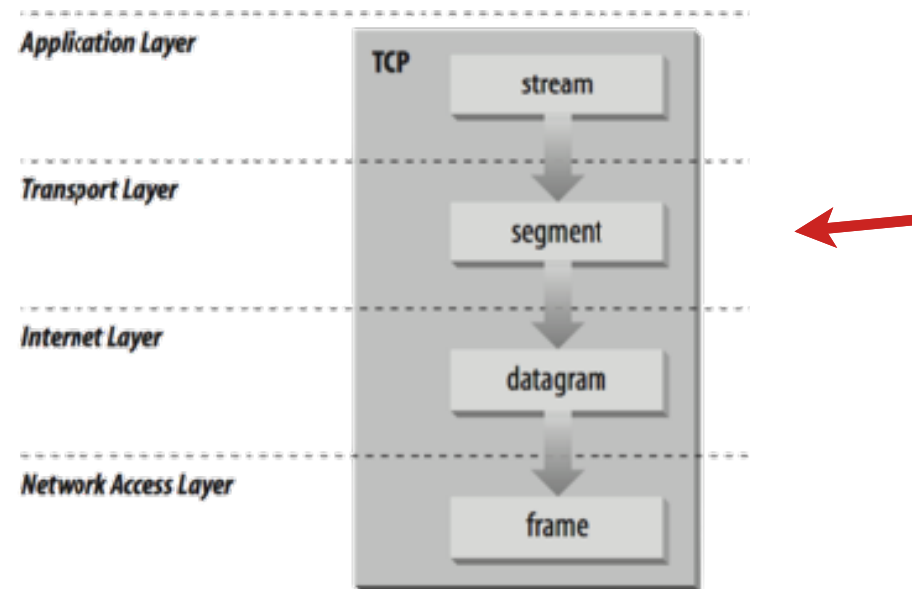 Application Layer
TCP
stream
Transport Layer
segment
Internet Layer
datagram
Network Access Layer
frame